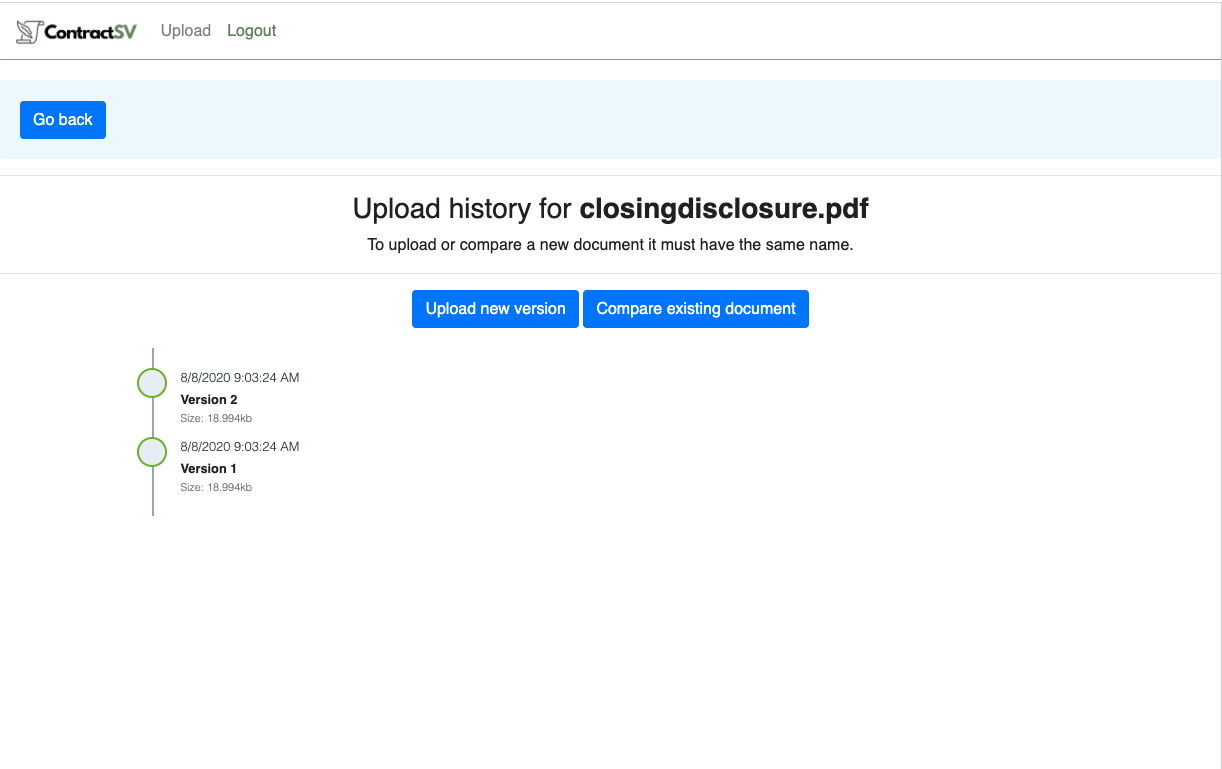 ContractSV Upload Logout
Go back
Upload history for closingdisclosure.pdf
To upload or compare a new document it must have the same name.
Upload new version Compare existing document
8/8/2020 9:03:24 AM
Version 2
Size: 18.994kb
8/8/2020 9:03:24 AM
Version 1
Size: 18.994kb